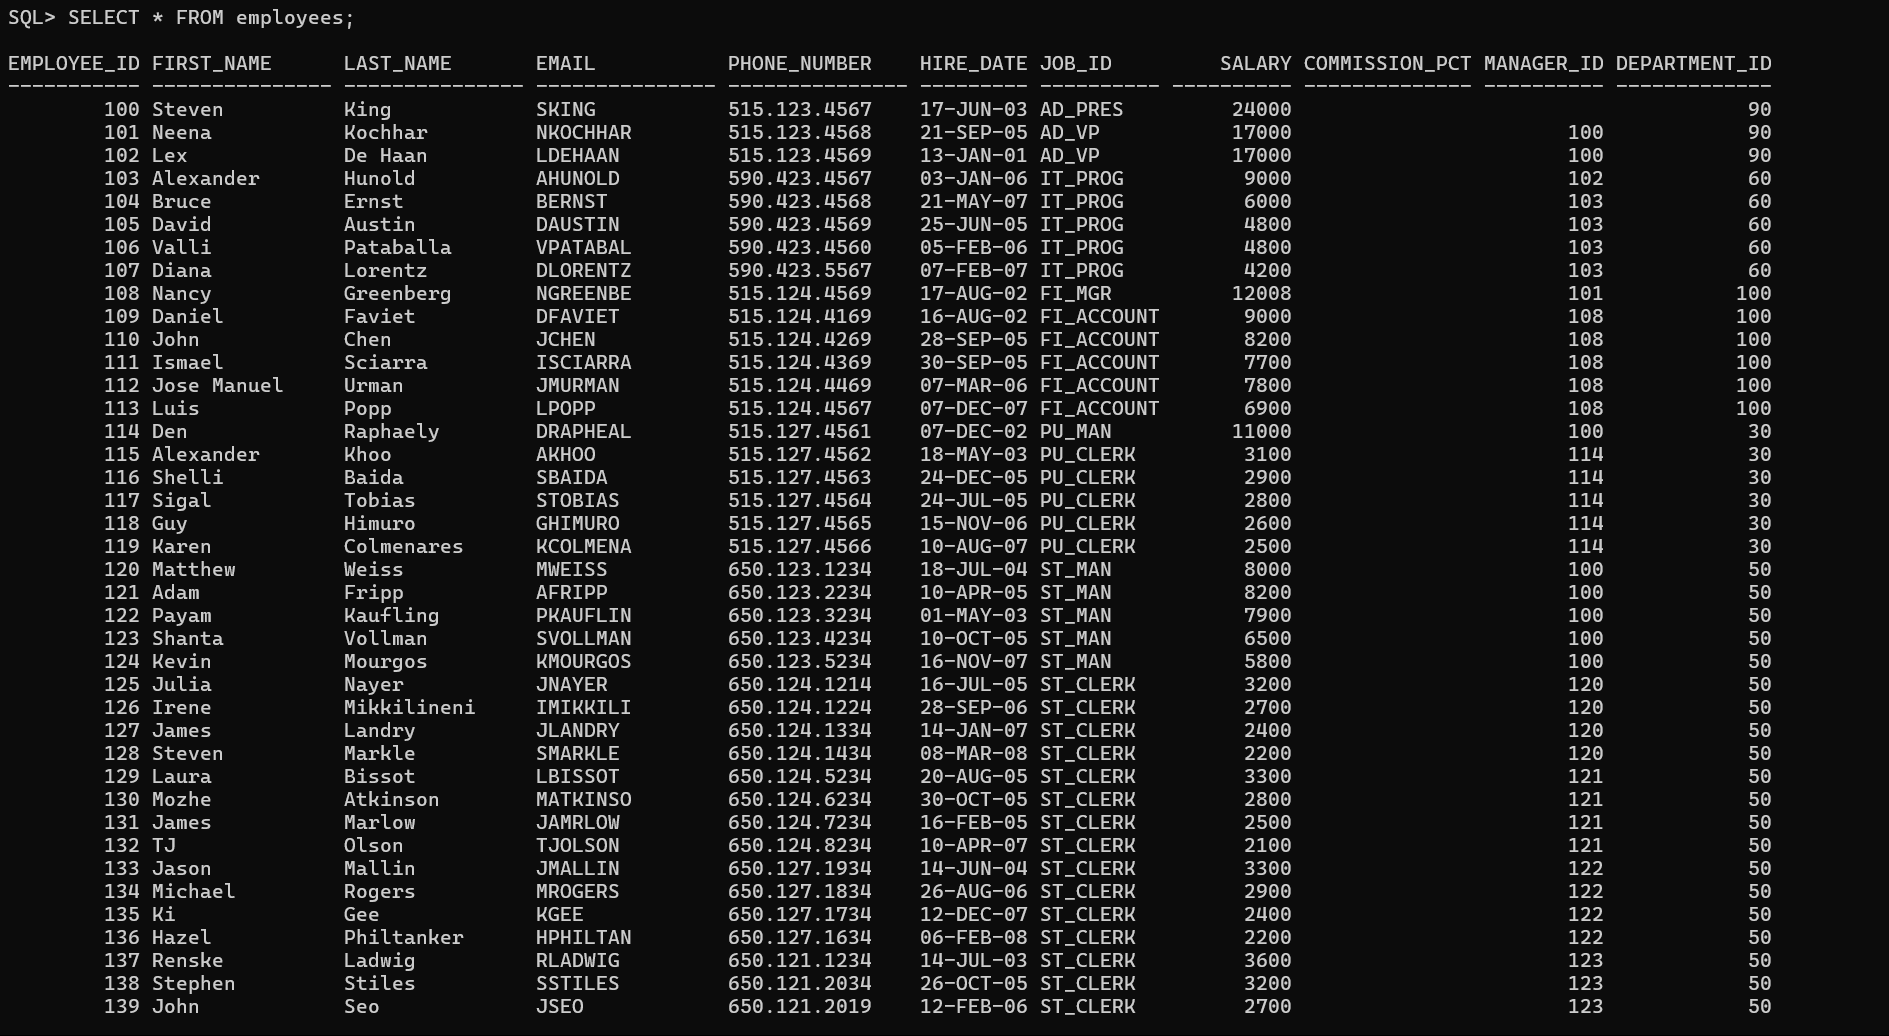 SQL> SELECT * FROM employees;
EMPLOYEE_ID FIRST_NAME      LAST_NAME       EMAIL           PHONE_NUMBER    HIRE_DATE JOB_ID         SALARY COMMISSION_PCT MANAGER_ID DEPARTMENT_ID
----------- --------------- --------------- --------------- --------------- --------- ---------- ---------- -------------- ---------- -------------
        100 Steven          King            SKING           515.123.4567    17-JUN-03 AD_PRES         24000                                      90
        101 Neena           Kochhar         NKOCHHAR        515.123.4568    21-SEP-05 AD_VP           17000                       100            90
        102 Lex             De Haan         LDEHAAN         515.123.4569    13-JAN-01 AD_VP           17000                       100            90
        103 Alexander       Hunold          AHUNOLD         590.423.4567    03-JAN-06 IT_PROG          9000                       102            60
        104 Bruce           Ernst           BERNST          590.423.4568    21-MAY-07 IT_PROG          6000                       103            60
        105 David           Austin          DAUSTIN         590.423.4569    25-JUN-05 IT_PROG          4800                       103            60
        106 Valli           Pataballa       VPATABAL        590.423.4560    05-FEB-06 IT_PROG          4800                       103            60
        107 Diana           Lorentz         DLORENTZ        590.423.5567    07-FEB-07 IT_PROG          4200                       103            60
        108 Nancy           Greenberg       NGREENBE        515.124.4569    17-AUG-02 FI_MGR          12008                       101           100
        109 Daniel          Faviet          DFAVIET         515.124.4169    16-AUG-02 FI_ACCOUNT       9000                       108           100
        110 John            Chen            JCHEN           515.124.4269    28-SEP-05 FI_ACCOUNT       8200                       108           100
        111 Ismael          Sciarra         ISCIARRA        515.124.4369    30-SEP-05 FI_ACCOUNT       7700                       108           100
        112 Jose Manuel     Urman           JMURMAN         515.124.4469    07-MAR-06 FI_ACCOUNT       7800                       108           100
        113 Luis            Popp            LPOPP           515.124.4567    07-DEC-07 FI_ACCOUNT       6900                       108           100
        114 Den             Raphaely        DRAPHEAL        515.127.4561    07-DEC-02 PU_MAN          11000                       100            30
        115 Alexander       Khoo            AKHOO           515.127.4562    18-MAY-03 PU_CLERK         3100                       114            30
        116 Shelli          Baida           SBAIDA          515.127.4563    24-DEC-05 PU_CLERK         2900                       114            30
        117 Sigal           Tobias          STOBIAS         515.127.4564    24-JUL-05 PU_CLERK         2800                       114            30
        118 Guy             Himuro          GHIMURO         515.127.4565    15-NOV-06 PU_CLERK         2600                       114            30
        119 Karen           Colmenares      KCOLMENA        515.127.4566    10-AUG-07 PU_CLERK         2500                       114            30
        120 Matthew         Weiss           MWEISS          650.123.1234    18-JUL-04 ST_MAN           8000                       100            50
        121 Adam            Fripp           AFRIPP          650.123.2234    10-APR-05 ST_MAN           8200                       100            50
        122 Payam           Kaufling        PKAUFLIN        650.123.3234    01-MAY-03 ST_MAN           7900                       100            50
        123 Shanta          Vollman         SVOLLMAN        650.123.4234    10-OCT-05 ST_MAN           6500                       100            50
        124 Kevin           Mourgos         KMOURGOS        650.123.5234    16-NOV-07 ST_MAN           5800                       100            50
        125 Julia           Nayer           JNAYER          650.124.1214    16-JUL-05 ST_CLERK         3200                       120            50
        126 Irene           Mikkilineni     IMIKKILI        650.124.1224    28-SEP-06 ST_CLERK         2700                       120            50
        127 James           Landry          JLANDRY         650.124.1334    14-JAN-07 ST_CLERK         2400                       120            50
        128 Steven          Markle          SMARKLE         650.124.1434    08-MAR-08 ST_CLERK         2200                       120            50
        129 Laura           Bissot          LBISSOT         650.124.5234    20-AUG-05 ST_CLERK         3300                       121            50
        130 Mozhe           Atkinson        MATKINSO        650.124.6234    30-OCT-05 ST_CLERK         2800                       121            50
        131 James           Marlow          JAMRLOW         650.124.7234    16-FEB-05 ST_CLERK         2500                       121            50
        132 TJ              Olson           TJOLSON         650.124.8234    10-APR-07 ST_CLERK         2100                       121            50
        133 Jason           Mallin          JMALLIN         650.127.1934    14-JUN-04 ST_CLERK         3300                       122            50
        134 Michael         Rogers          MROGERS         650.127.1834    26-AUG-06 ST_CLERK         2900                       122            50
        135 Ki              Gee             KGEE            650.127.1734    12-DEC-07 ST_CLERK         2400                       122            50
        136 Hazel           Philtanker      HPHILTAN        650.127.1634    06-FEB-08 ST_CLERK         2200                       122            50
        137 Renske          Ladwig          RLADWIG         650.121.1234    14-JUL-03 ST_CLERK         3600                       123            50
        138 Stephen         Stiles          SSTILES         650.121.2034    26-OCT-05 ST_CLERK         3200                       123            50
        139 John            Seo             JSEO            650.121.2019    12-FEB-06 ST_CLERK         2700                       123            50